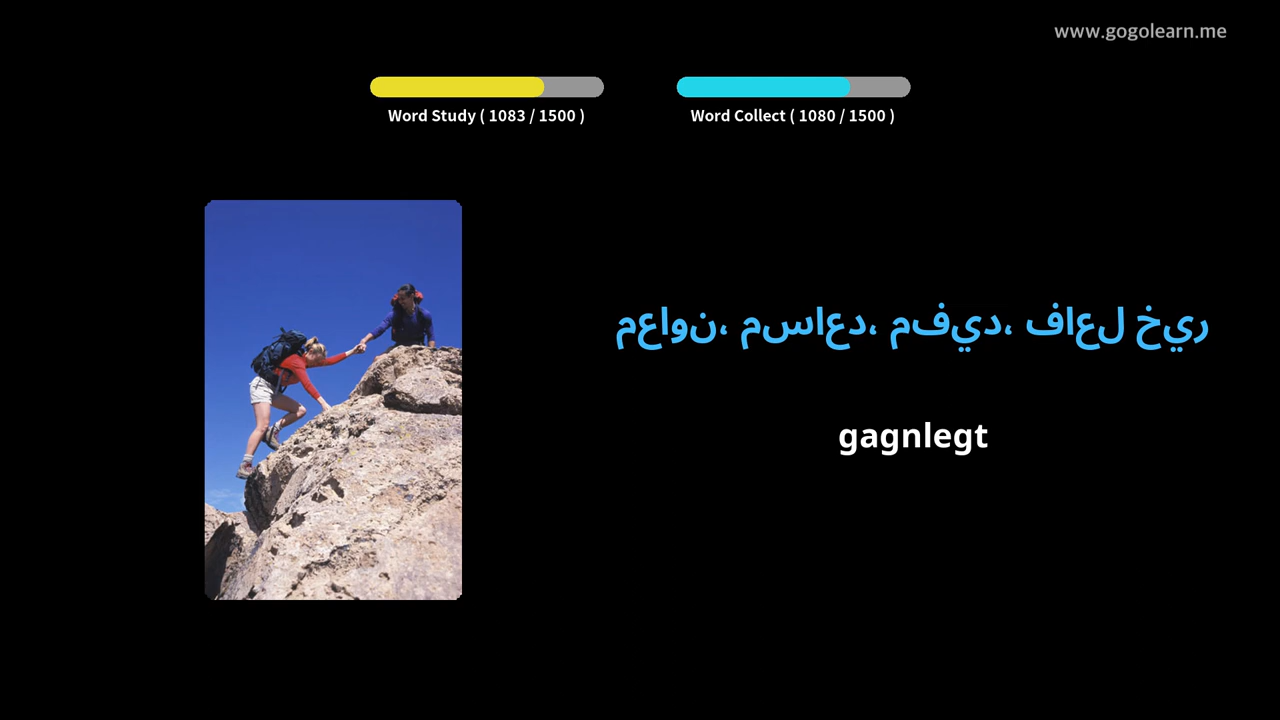 www.gogolearn.me
Word Study ( 1083 / 1500 )
Word Collect ( 1080 / 1500 )
معاون، مساعد، مفيد، فاعل خير
gagnlegt